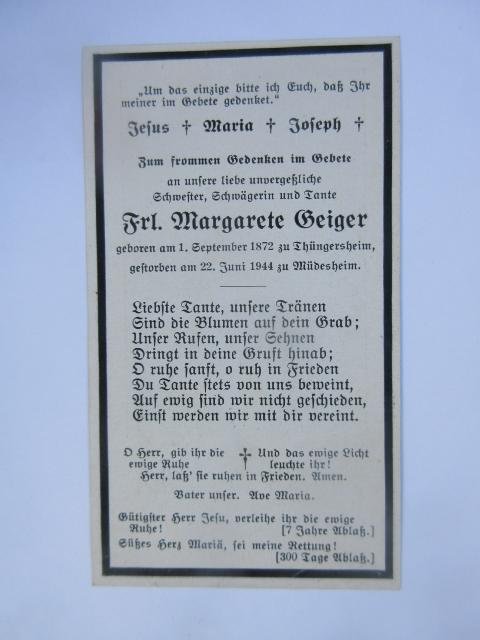 „Um das einzige bitte ich Euch, daß Ihr
meiner im Gebete gedenket.“
Jesus † Maria † Joseph †
Zum frommen Gedenken im Gebete
an unsere liebe unvergeßliche
Schwester, Schwägerin und Tante
Frl. Margarete Geiger
geboren am 1. September 1872 zu Thüngersheim,
gestorben am 22. Juni 1944 zu Müdesheim.
Liebste Tante, unsere Tränen
Sind die Blumen auf dein Grab;
Unser Rufen, unser Sehnen
Dringt in deine Gruft hinab;
O ruhe sanft, o ruh in Frieden
Du Tante stets von uns beweint,
Auf ewig sind wir nicht geschieden,
Einst werden wir mit dir vereint.
O Herr, gib ihr die † Und das ewige Licht
ewige Ruhe leuchte ihr!
Herr, laß' sie ruhen in Frieden. Amen.
Vater unser. Ave Maria.
Gütigster Herr Jesu, verleihe ihr die ewige
Ruhe! [7 Jahre Ablaß.]
Süßes Herz Mariä, sei meine Rettung!
[300 Tage Ablaß.]